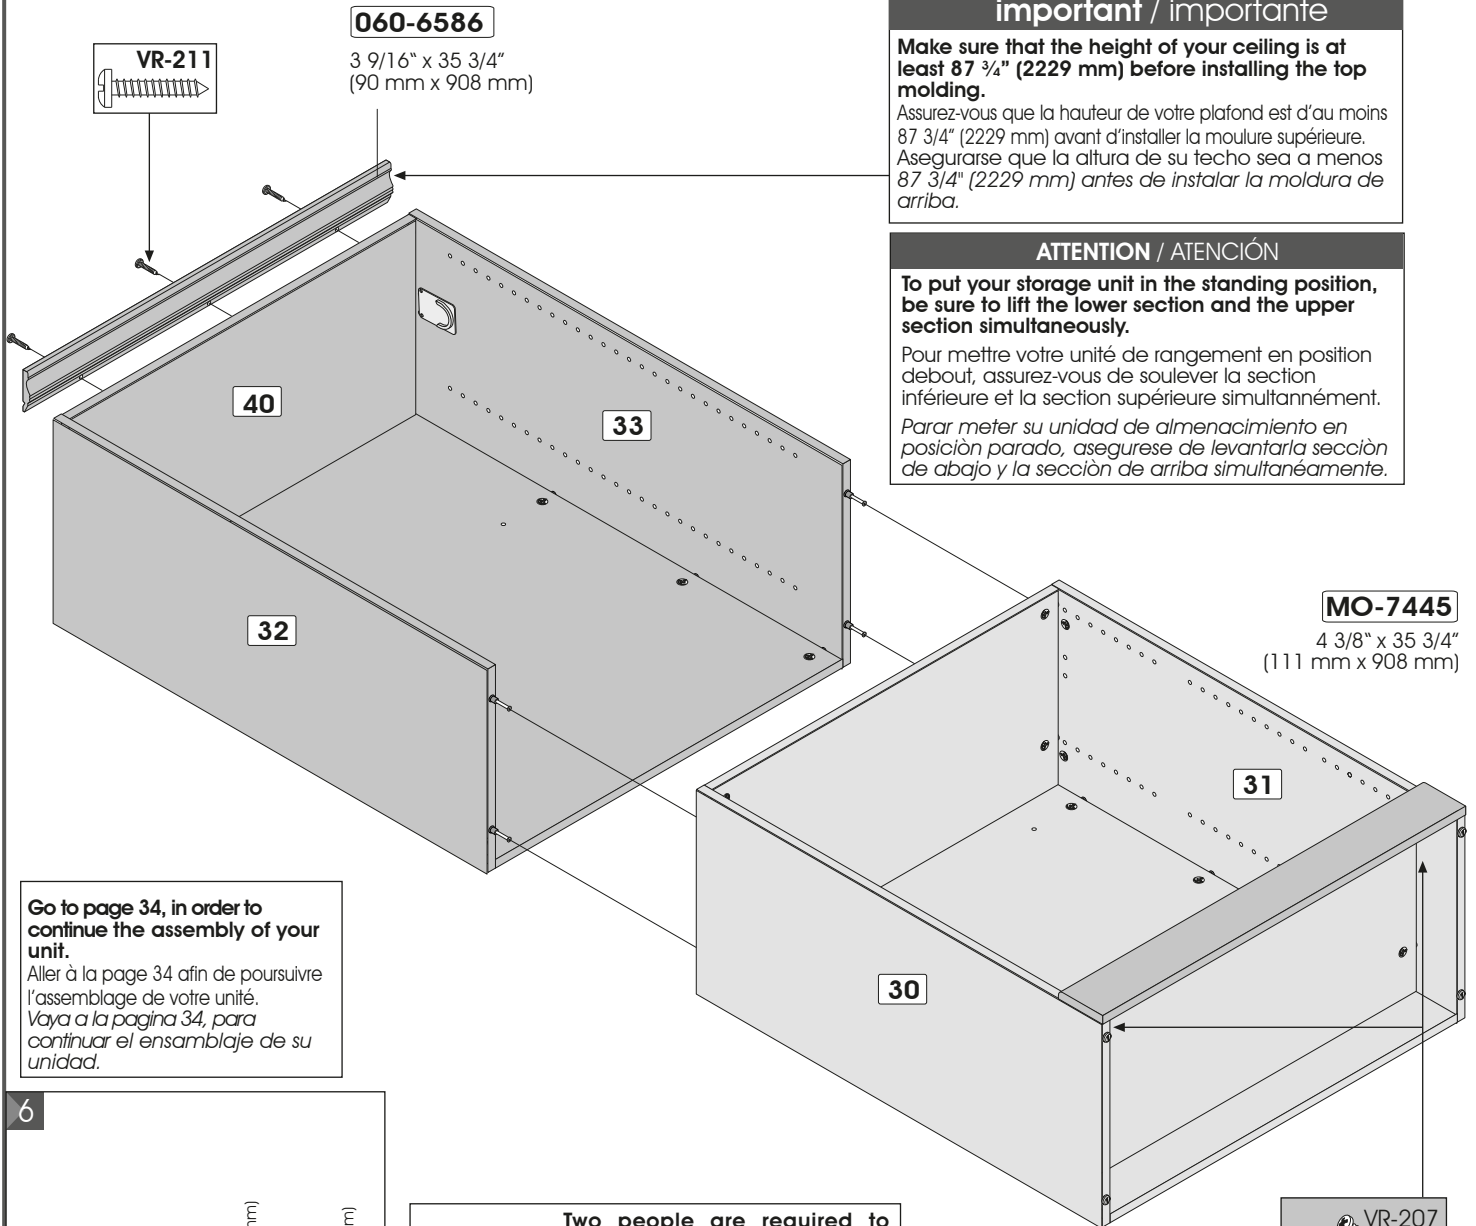 060-6586
3 9/16“ x 35 3/4”
(90 mm x 908 mm)
VR-211
important / importante
Make sure that the height of your ceiling is at
least 87 ¾” (2229 mm) before installing the top
molding.
Assurez-vous que la hauteur de votre plafond est d’au moins
87 3/4” (2229 mm) avant d’installer la moulure supérieure.
Asegurarse que la altura de su techo sea a menos
87 3/4" (2229 mm) antes de instalar la moldura de
arriba.
ATTENTION / ATENCIÓN
To put your storage unit in the standing position,
be sure to lift the lower section and the upper
section simultaneously.
Pour mettre votre unité de rangement en position
debout, assurez-vous de soulever la section
inférieure et la section supérieure simultannément.
Parar meter su unidad de almenacimiento en
posiciòn parado, asegurese de levantarla secciòn
de abajo y la secciòn de arriba simultanéamente.
40
33
32
MO-7445
4 3/8“ x 35 3/4”
(111 mm x 908 mm)
31
30
Go to page 34, in order to
continue the assembly of your
unit.
Aller à la page 34 afin de poursuivre
l’assemblage de votre unité.
Vaya a la pagina 34, para
continuar el ensamblaje de su
unidad.
6
m)
Two people are required to
VR-207